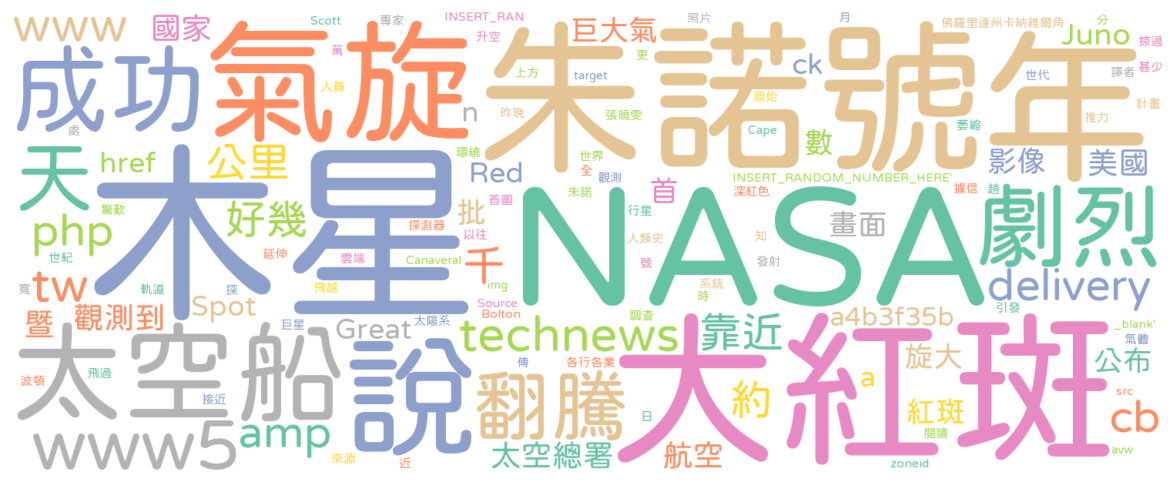 www 國家 Scott 專家 INSERT_RAN 升空 巨大氣 照片 月 佛羅里達州卡納維爾角 分
成功 氣旋 萬 人員 朱諾號 年 更 Juno 掠過 甚少
上方 target ck 世代 譯者 計畫
處 n 昨晚 張曉雯 原始 Cape 數 萎縮 推力
天 href 公里 環繞 Red 世界 全 觀測 影像 美國
木星 首圖 朱諾 首 INSERT_RANDOM_NUMBER_HERE' 深紅色 據信 趟
php 驚歎 好幾 探測器 批 以往 行星 NASA 畫面 劇烈
世紀 延伸 雲端 Canaveral 千 人類史 知 發射
tw 寬 軌道 探 飛越 img 號 系統 時 delivery
暨 觀測到 Spot 巨星 Great 太陽系 Source Bolton 調查 a4b3f35b 引發 _blank'
太空船 說 technews 靠近 氣體
波頓 飛過 接近 傳 各行各業 大紅斑 旋大 公布
翻騰 約 a 紅斑 src cb
www5 amp 來源 近 太空總署 日 航空 閱讀 zoneid avw